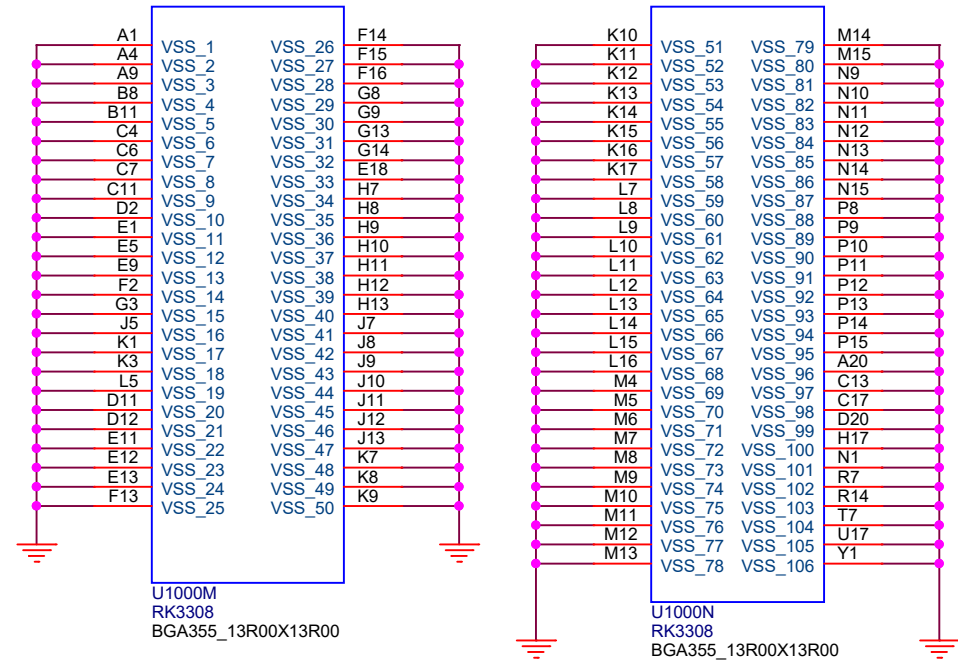 A1 VSS_1 VSS_26 F14
A4 VSS_2 VSS_27 F15
A9 VSS_3 VSS_28 F16
B8 VSS_4 VSS_29 G8
B11 VSS_5 VSS_30 G9
C4 VSS_6 VSS_31 G13
C6 VSS_7 VSS_32 G14
C7 VSS_8 VSS_33 E18
C11 VSS_9 VSS_34 H7
D2 VSS_10 VSS_35 H8
E1 VSS_11 VSS_36 H9
E5 VSS_12 VSS_37 H10
E9 VSS_13 VSS_38 H11
F2 VSS_14 VSS_39 H12
G3 VSS_15 VSS_40 H13
J5 VSS_16 VSS_41 J7
K1 VSS_17 VSS_42 J8
K3 VSS_18 VSS_43 J9
L5 VSS_19 VSS_44 J10
D11 VSS_20 VSS_45 J11
D12 VSS_21 VSS_46 J12
E11 VSS_22 VSS_47 J13
E12 VSS_23 VSS_48 K7
E13 VSS_24 VSS_49 K8
F13 VSS_25 VSS_50 K9
U1000M
RK3308
BGA355_13R00X13R00
K10 VSS_51 VSS_79 M14
K11 VSS_52 VSS_80 M15
K12 VSS_53 VSS_81 N9
K13 VSS_54 VSS_82 N10
K14 VSS_55 VSS_83 N11
K15 VSS_56 VSS_84 N12
K16 VSS_57 VSS_85 N13
K17 VSS_58 VSS_86 N14
L7 VSS_59 VSS_87 N15
L8 VSS_60 VSS_88 P8
L9 VSS_61 VSS_89 P9
L10 VSS_62 VSS_90 P10
L11 VSS_63 VSS_91 P11
L12 VSS_64 VSS_92 P12
L13 VSS_65 VSS_93 P13
L14 VSS_66 VSS_94 P14
L15 VSS_67 VSS_95 P15
L16 VSS_68 VSS_96 A20
M4 VSS_69 VSS_97 C13
M5 VSS_70 VSS_98 C17
M6 VSS_71 VSS_99 D20
M7 VSS_72 VSS_100 H17
M8 VSS_73 VSS_101 N1
M9 VSS_74 VSS_102 R7
M10 VSS_75 VSS_103 R14
M11 VSS_76 VSS_104 T7
M12 VSS_77 VSS_105 U17
M13 VSS_78 VSS_106 Y1
U1000N
RK3308
BGA355_13R00X13R00